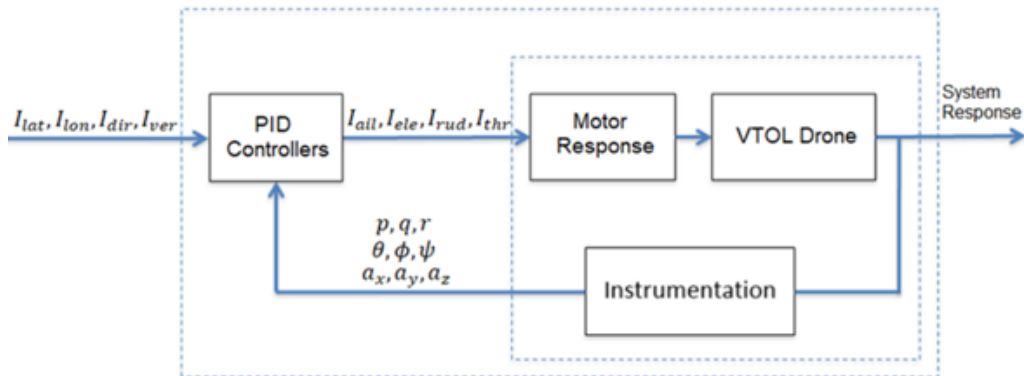 I_lat, I_lon, I_dir, I_ver
PID
Controllers
I_ail, I_ele, I_rud, I_thr
Motor
Response
VTOL Drone
System
Response
p, q, r
θ, ϕ, ψ
a_x, a_y, a_z
Instrumentation